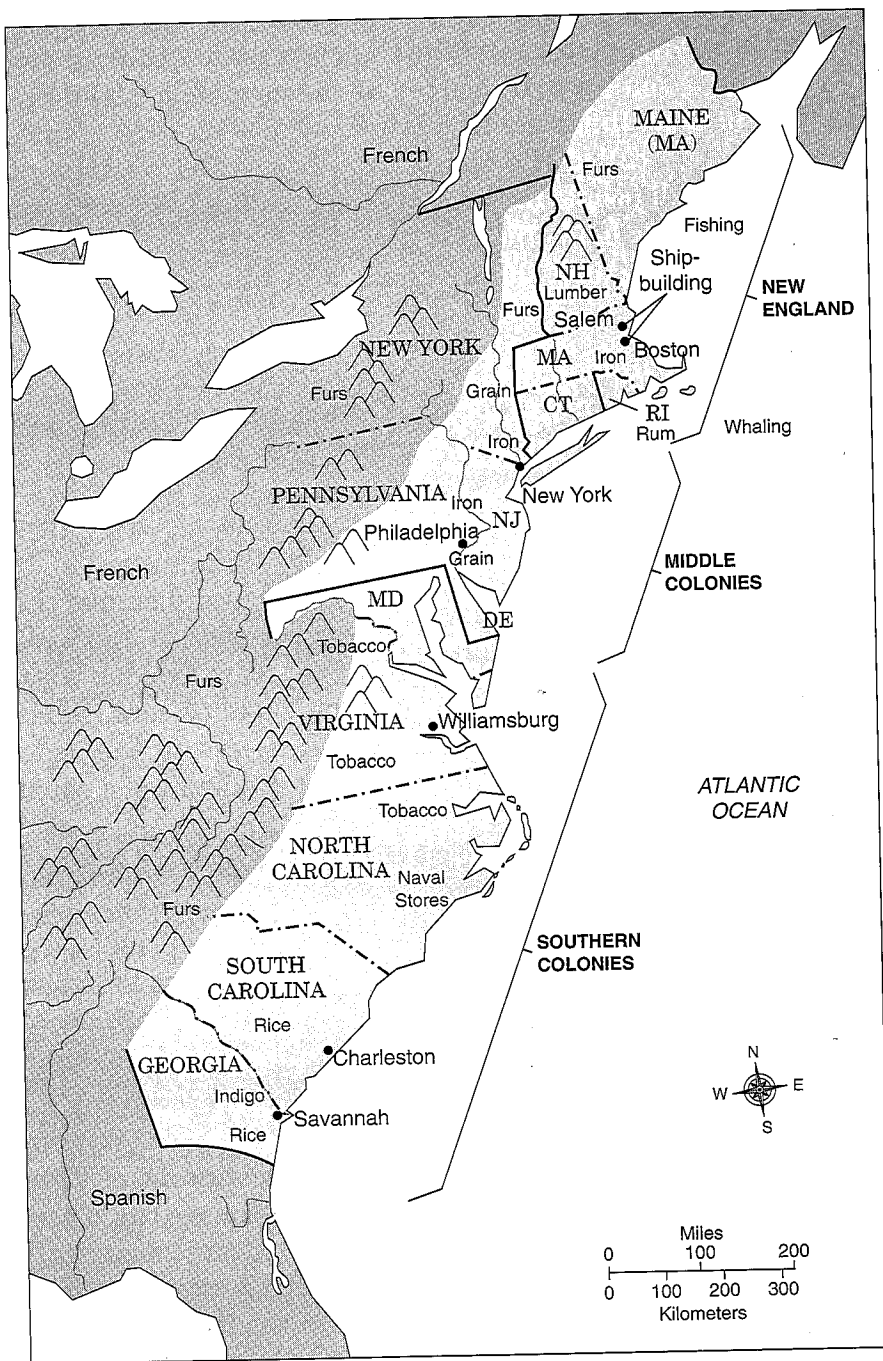 MAINE
(MA)
French
Furs
Fishing
Ship-
building
NH
Lumber
NEW
ENGLAND
Furs
Salem
NEW YORK
MA
Iron
Boston
Furs
Grain
CT
RI
Rum
Whaling
Iron
PENNSYLVANIA
Iron
New York
NJ
Philadelphia
Grain
French
MIDDLE
COLONIES
MD
DE
Tobacco
Furs
VIRGINIA
Williamsburg
Tobacco
ATLANTIC
OCEAN
Tobacco
NORTH
CAROLINA
Naval
Stores
Furs
SOUTHERN
COLONIES
SOUTH
CAROLINA
Rice
Charleston
GEORGIA
Indigo
Savannah
Rice
N
W
E
S
Spanish
Miles
0 100 200
0 100 200 300
Kilometers